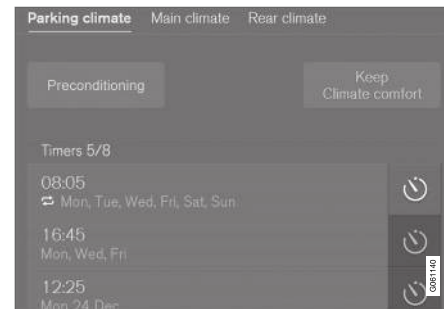 Parking climate Main climate Rear climate
Preconditioning
Keep
Climate comfort
Timers 5/8
08:05
Mon, Tue, Wed, Fri, Sat, Sun
16:45
Mon, Wed, Fri
12:25
Mon 24 Dec
G061140